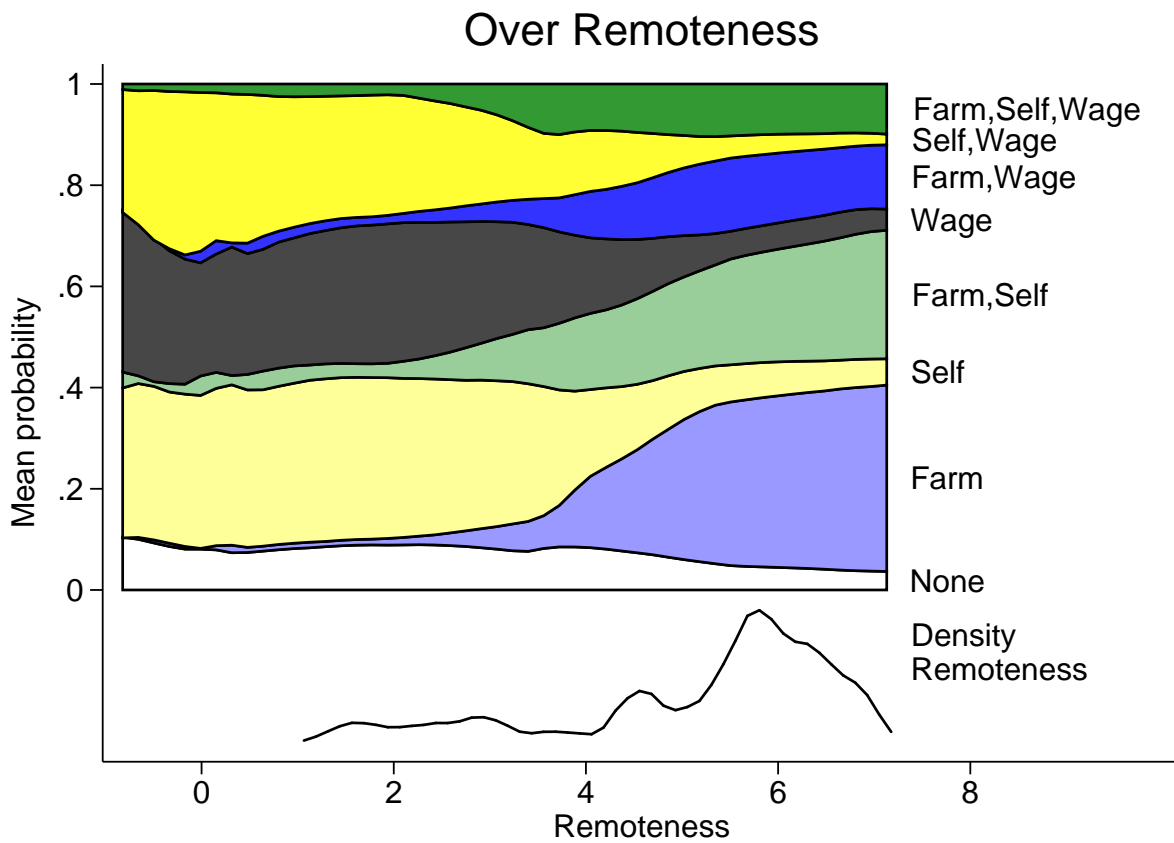 Over Remoteness
1
.8
.6
.4
.2
0
Mean probability
Farm,Self,Wage
Self,Wage
Farm,Wage
Wage
Farm,Self
Self
Farm
None
Density
Remoteness
0 2 4 6 8
Remoteness